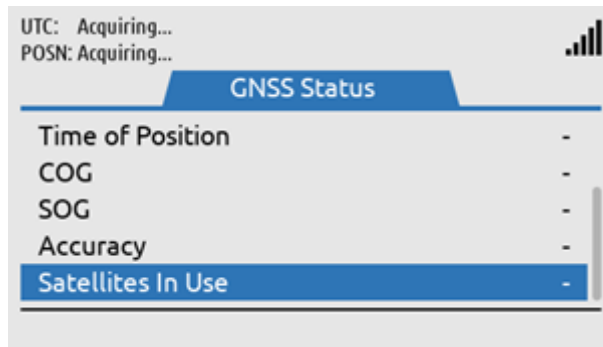 UTC: Acquiring...
POSN: Acquiring...
GNSS Status
Time of Position -
COG -
SOG -
Accuracy -
Satellites In Use -